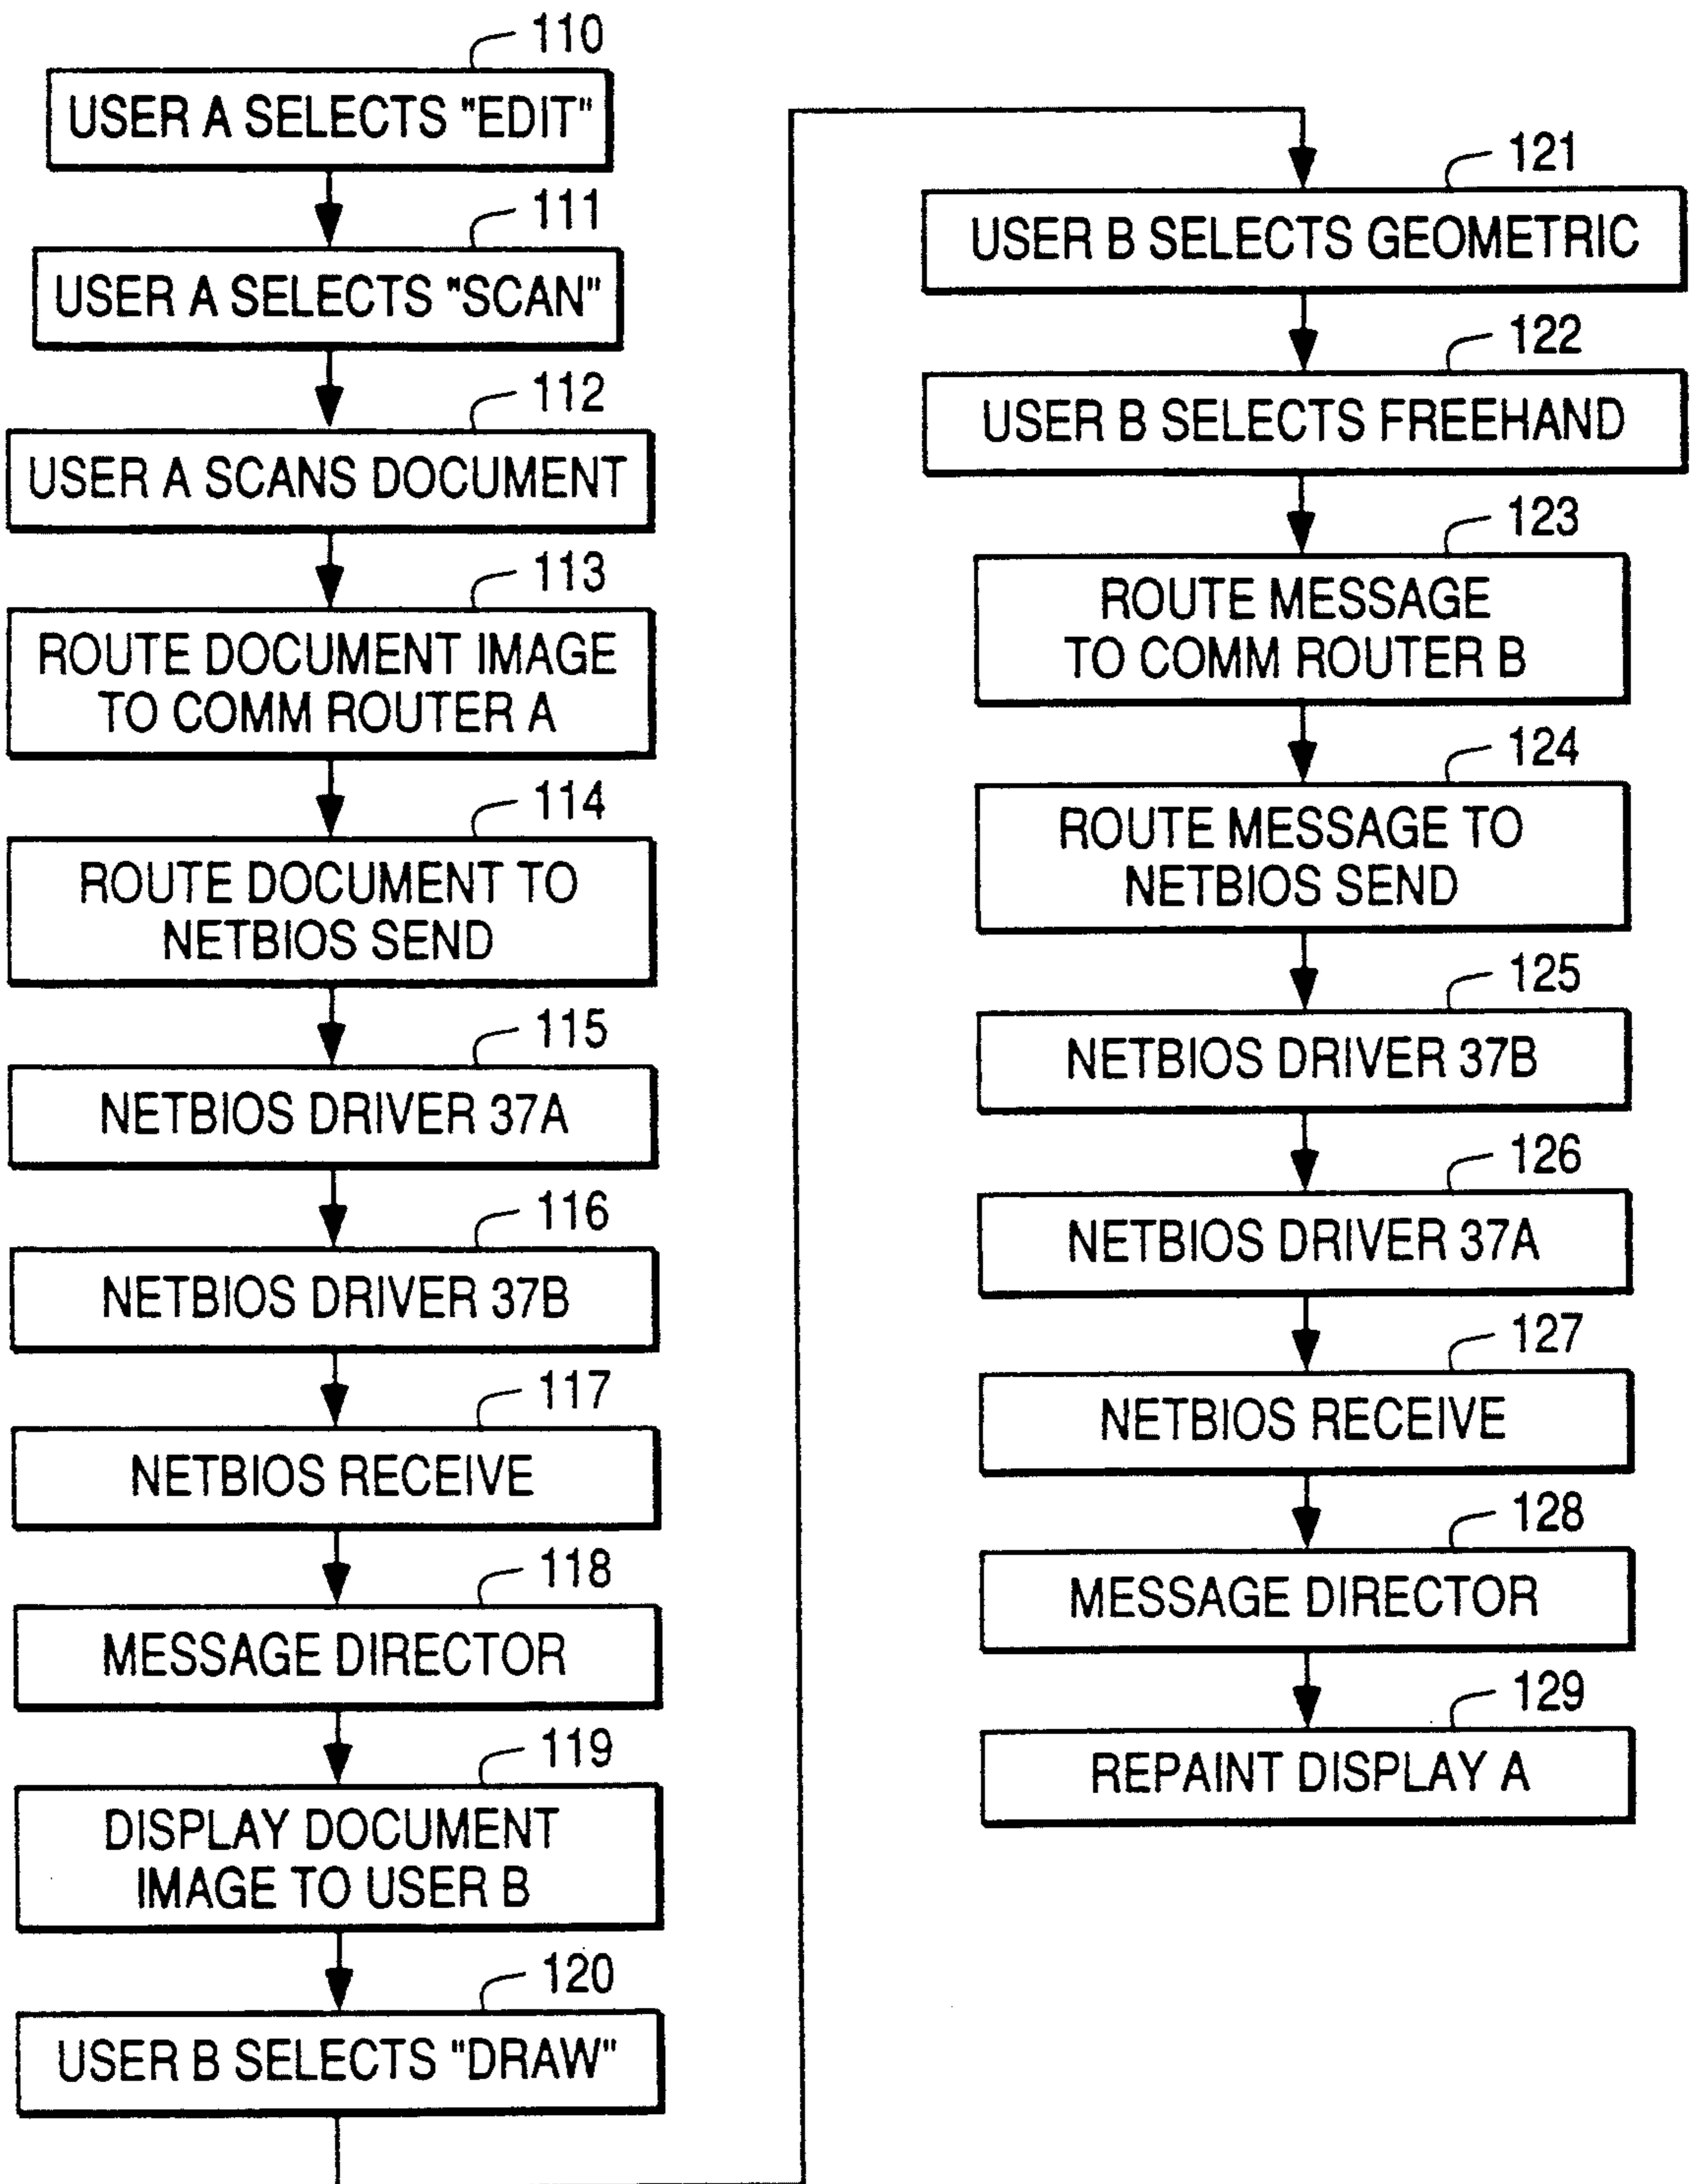 110
USER A SELECTS "EDIT"
111
USER A SELECTS "SCAN"
112
USER A SCANS DOCUMENT
113
ROUTE DOCUMENT IMAGE
TO COMM ROUTER A
114
ROUTE DOCUMENT TO
NETBIOS SEND
115
NETBIOS DRIVER 37A
116
NETBIOS DRIVER 37B
117
NETBIOS RECEIVE
118
MESSAGE DIRECTOR
119
DISPLAY DOCUMENT
IMAGE TO USER B
120
USER B SELECTS "DRAW"
121
USER B SELECTS GEOMETRIC
122
USER B SELECTS FREEHAND
123
ROUTE MESSAGE
TO COMM ROUTER B
124
ROUTE MESSAGE TO
NETBIOS SEND
125
NETBIOS DRIVER 37B
126
NETBIOS DRIVER 37A
127
NETBIOS RECEIVE
128
MESSAGE DIRECTOR
129
REPAINT DISPLAY A